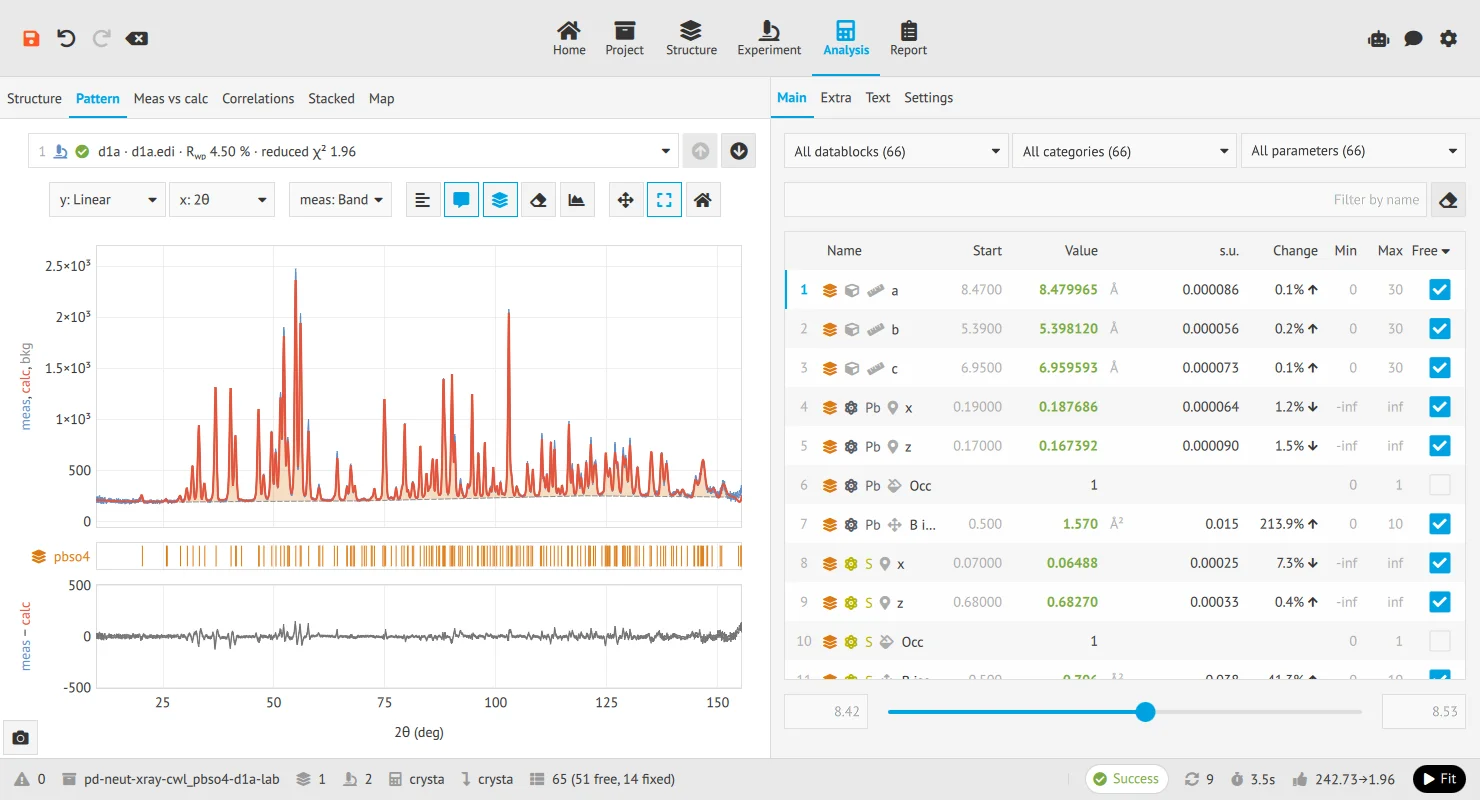 Home Project Structure Experiment Analysis Report
Structure Pattern Meas vs calc Correlations Stacked Map
Main Extra Text Settings
1 d1a · d1a.edi · Rwp 4.50 % · reduced χ² 1.96
All datablocks (66) All categories (66) All parameters (66)
y: Linear x: 2θ meas: Band
Filter by name
Name Start Value s.u. Change Min Max Free
1 a 8.4700 8.479965 Å 0.000086 0.1% 0 30
2 b 5.3900 5.398120 Å 0.000056 0.2% 0 30
3 c 6.9500 6.959593 Å 0.000073 0.1% 0 30
4 Pb x 0.19000 0.187686 0.000064 1.2% -inf inf
5 Pb z 0.17000 0.167392 0.000090 1.5% -inf inf
6 Pb Occ 1 0 1
7 Pb B i... 0.500 1.570 Å² 0.015 213.9% 0 10
8 S x 0.07000 0.06488 0.00025 7.3% -inf inf
9 S z 0.68000 0.68270 0.00033 0.4% -inf inf
10 S Occ 1 0 1
8.42 8.53
meas, calc, bkg
2.5×10³
2×10³
1.5×10³
1×10³
500
0
pbso4
meas – calc
500
0
-500
25 50 75 100 125 150
2θ (deg)
0 pd-neut-xray-cwl_pbso4-d1a-lab 1 2 crysta crysta 65 (51 free, 14 fixed)
Success 9 3.5s 242.73→1.96 Fit